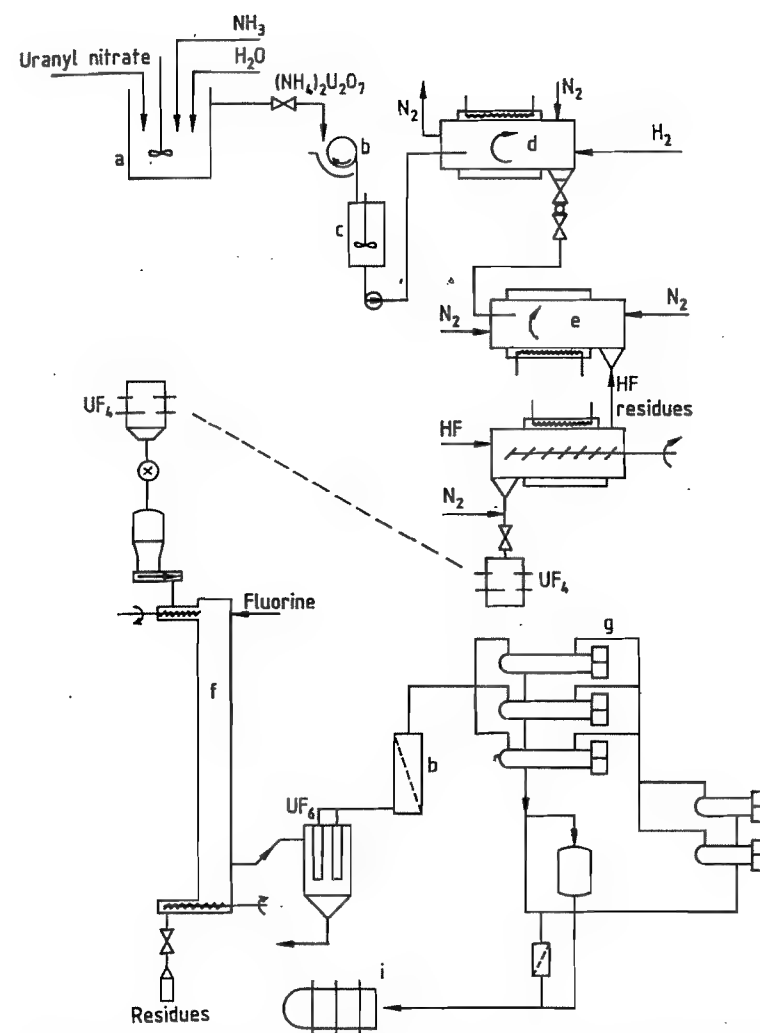 NH₃
Uranyl nitrate
H₂O
(NH₄)₂U₂O₇
a
b
c
N₂
N₂
d
H₂
N₂
e
N₂
HF
residues
HF
N₂
UF₄
UF₄
Fluorine
f
g
b
UF₆
i
Residues